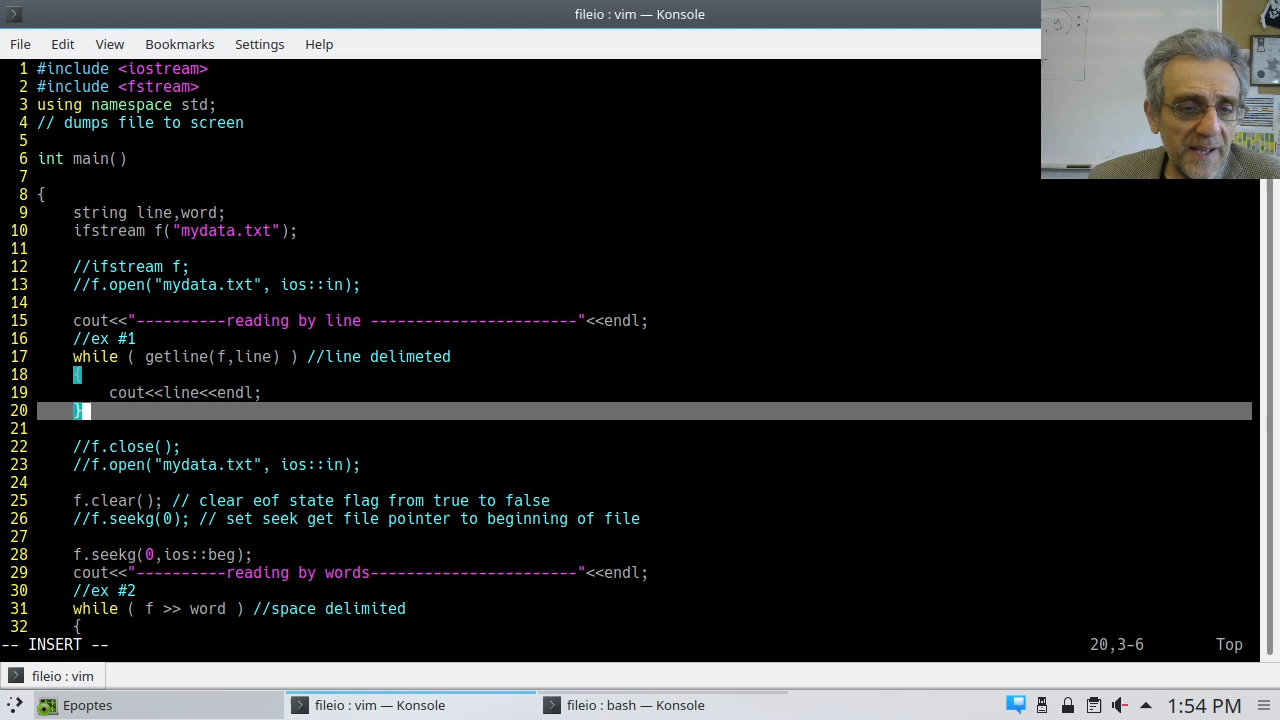 fileio : vim — Konsole
File Edit View Bookmarks Settings Help
1 #include <iostream>
2 #include <fstream>
3 using namespace std;
4 // dumps file to screen
5
6 int main()
7
8 {
9 string line,word;
10 ifstream f("mydata.txt");
11
12 //ifstream f;
13 //f.open("mydata.txt", ios::in);
14
15 cout<<"----------reading by line -----------------------"<<endl;
16 //ex #1
17 while ( getline(f,line) ) //line delimeted
18 {
19 cout<<line<<endl;
20 }
21
22 //f.close();
23 //f.open("mydata.txt", ios::in);
24
25 f.clear(); // clear eof state flag from true to false
26 //f.seekg(0); // set seek get file pointer to beginning of file
27
28 f.seekg(0,ios::beg);
29 cout<<"----------reading by words-----------------------"<<endl;
30 //ex #2
31 while ( f >> word ) //space delimited
32 {
-- INSERT -- 20,3-6 Top
fileio : vim
Epoptes fileio : vim — Konsole fileio : bash — Konsole 1:54 PM